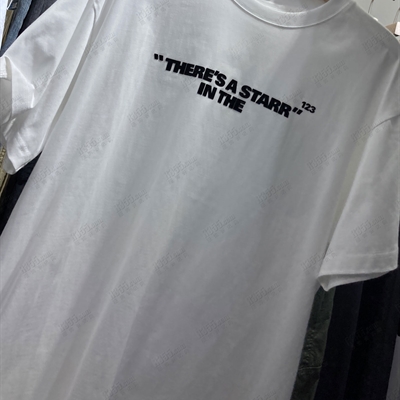 "THERE'S A STARR" 123
IN THE